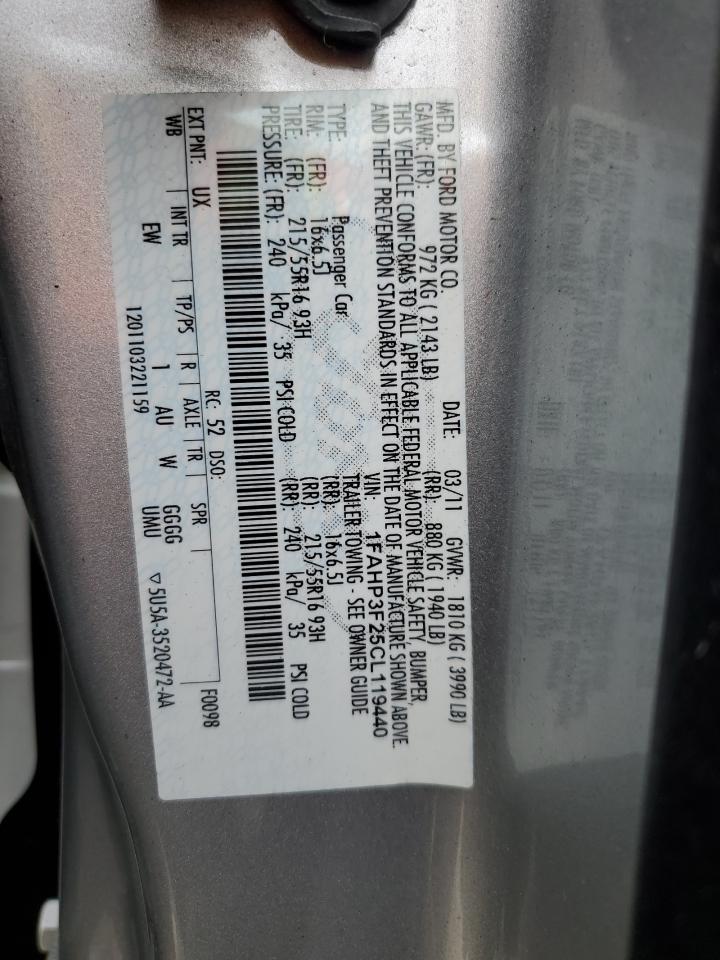 MFD. BY FORD MOTOR CO. DATE: 03/11 GVWR: 1810 KG ( 3990 LB)
GAWR: (FR): 972 KG ( 2143 LB) (RR): 880 KG ( 1940 LB)
THIS VEHICLE CONFORMS TO ALL APPLICABLE FEDERAL MOTOR VEHICLE SAFETY, BUMPER,
AND THEFT PREVENTION STANDARDS IN EFFECT ON THE DATE OF MANUFACTURE SHOWN ABOVE.
VIN: 1FAHP3F25CL119440
TYPE: Passenger Car TRAILER TOWING - SEE OWNER GUIDE
RIM: (FR): 16x6.5J (RR): 16x6.5J
TIRE: (FR): 215/55R16 93H (RR): 215/55R16 93H
PRESSURE: (FR): 240 kPa/ 35 PSI COLD (RR): 240 kPa/ 35 PSI COLD
EXT PNT: UX RC: 52 DSO: F0098
WB INT TR TP/PS R AXLE TR SPR
EW 1 AU W GGGG
UMU
1201103221159 ▽5U5A-3520472-AA